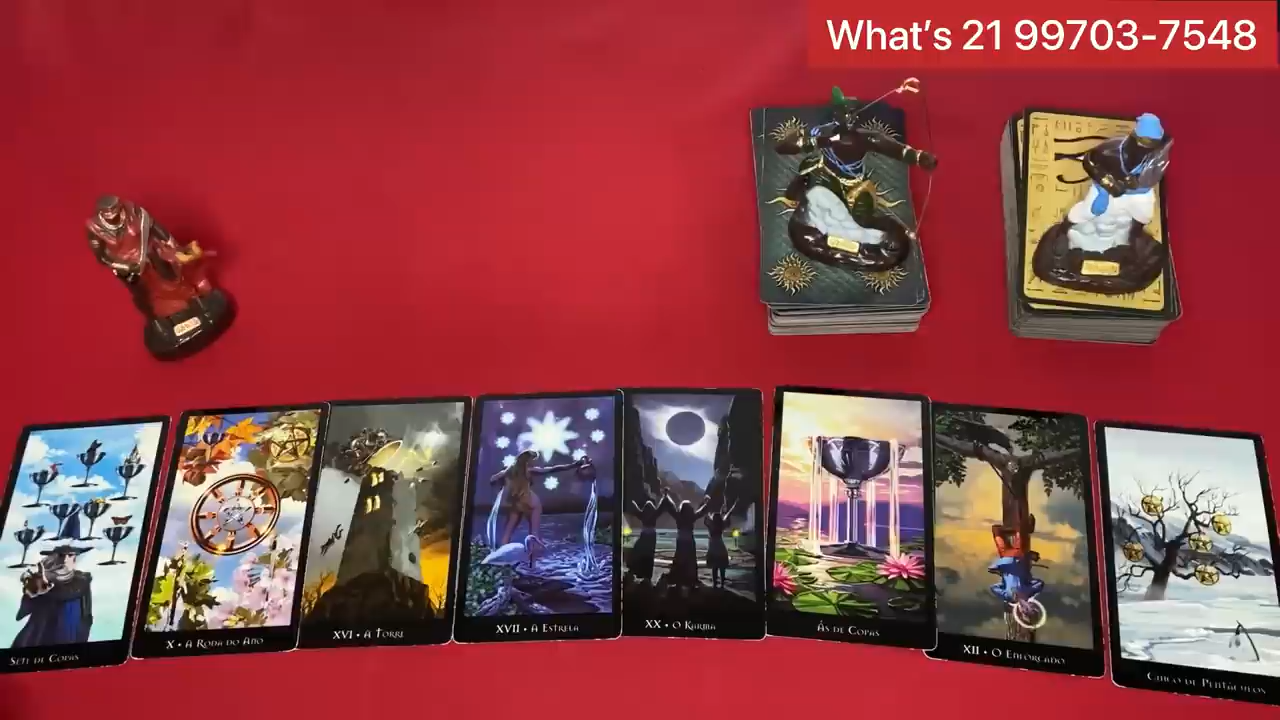 What’s 21 99703-7548
SETE DE COPAS
X • A RODA DO ANO
XVI • A TORRE
XVII • A ESTRELA
XX • O KARMA
ÁS DE COPAS
XII • O ENFORCADO
CINCO DE PENTÁCULOS